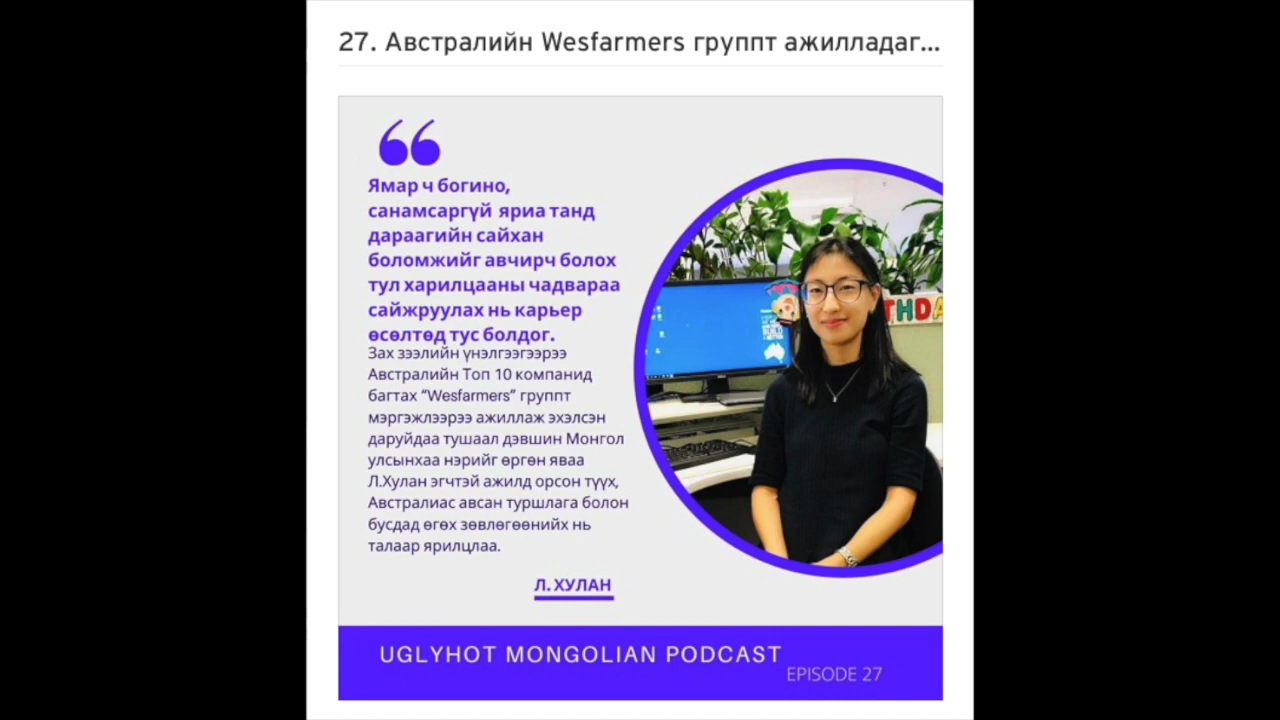 27. Австралийн Wesfarmers группт ажилладаг...
Ямар ч богино,
санамсаргүй яриа танд
дараагийн сайхан
боломжийг авчирч болох
тул харилцааны чадвараа
сайжруулах нь карьер
өсөлтөд тус болдог.
Зах зээлийн үнэлгээгээрээ
Австралийн Топ 10 компанид
багтах “Wesfarmers” группт
мэргэжлээрээ ажиллаж эхэлсэн
даруйдаа тушаал дэвшин Монгол
улсынхаа нэрийг өргөн яваа
Л.Хулан эгчтэй ажилд орсон түүх,
Австралиас авсан туршлага болон
бусдад өгөх зөвлөгөөнийх нь
талаар ярилцлаа.
Л. ХУЛАН
THDA
UGLYHOT MONGOLIAN PODCAST
EPISODE 27